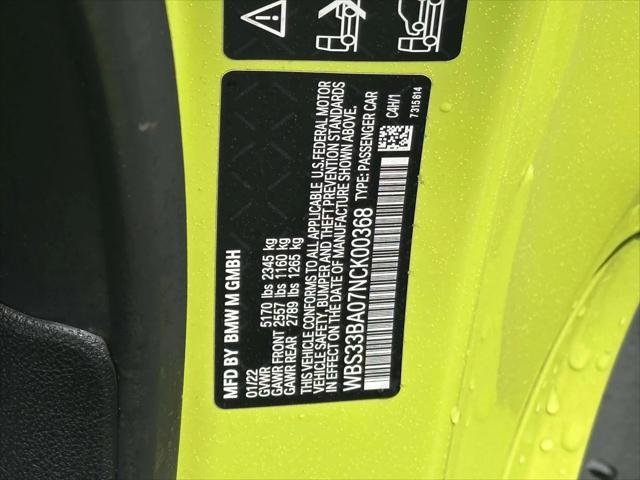 MFD BY BMW M GMBH
01/22
GVWR 5170 lbs 2345 kg
GAWR FRONT 2557 lbs 1160 kg
GAWR REAR 2789 lbs 1265 kg
THIS VEHICLE CONFORMS TO ALL APPLICABLE U.S.FEDERAL MOTOR
VEHICLE SAFETY, BUMPER AND THEFT PREVENTION STANDARDS
IN EFFECT ON THE DATE OF MANUFACTURE SHOWN ABOVE.
WBS33BA07NCK00368 TYPE: PASSENGER CAR
C4H/1
7315814